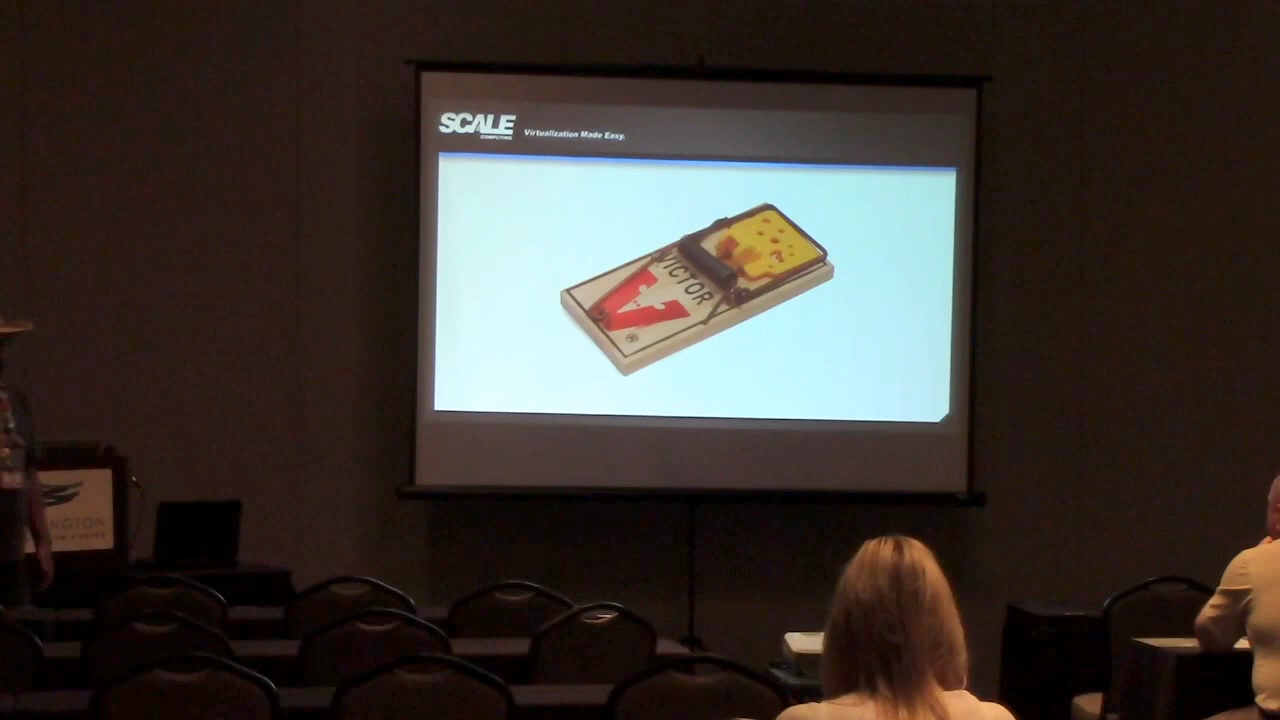 SCALE
COMPUTING
Virtualization Made Easy.
VICTOR
V
®
NGTON